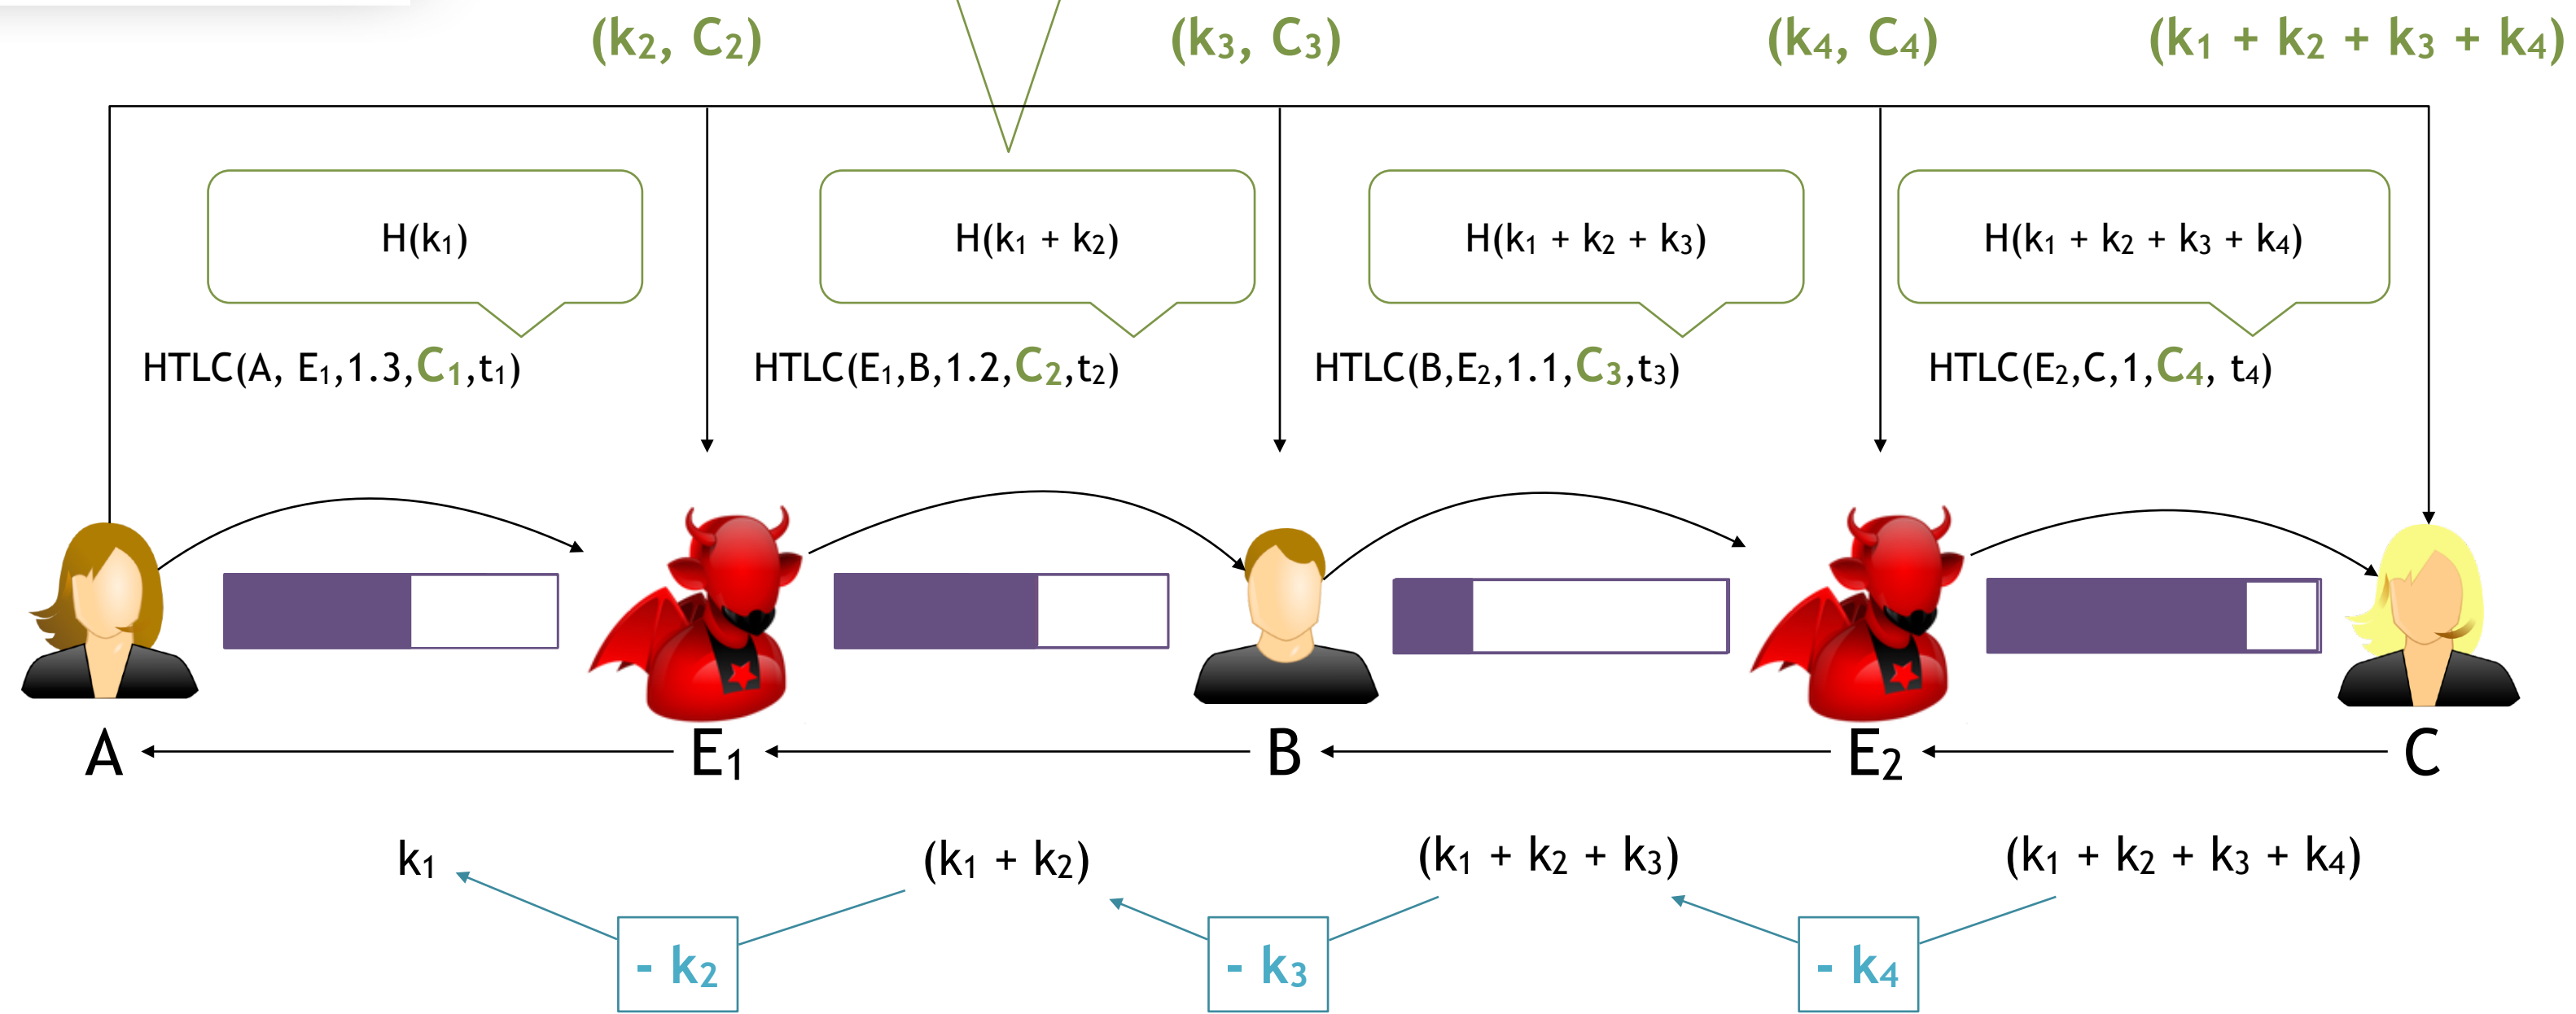 (k₂, C₂)
(k₃, C₃)
(k₄, C₄)
(k₁ + k₂ + k₃ + k₄)
H(k₁)
H(k₁ + k₂)
H(k₁ + k₂ + k₃)
H(k₁ + k₂ + k₃ + k₄)
HTLC(A, E₁,1.3,C₁,t₁)
HTLC(E₁,B,1.2,C₂,t₂)
HTLC(B,E₂,1.1,C₃,t₃)
HTLC(E₂,C,1,C₄, t₄)
A
E₁
B
E₂
C
k₁
(k₁ + k₂)
(k₁ + k₂ + k₃)
(k₁ + k₂ + k₃ + k₄)
- k₂
- k₃
- k₄